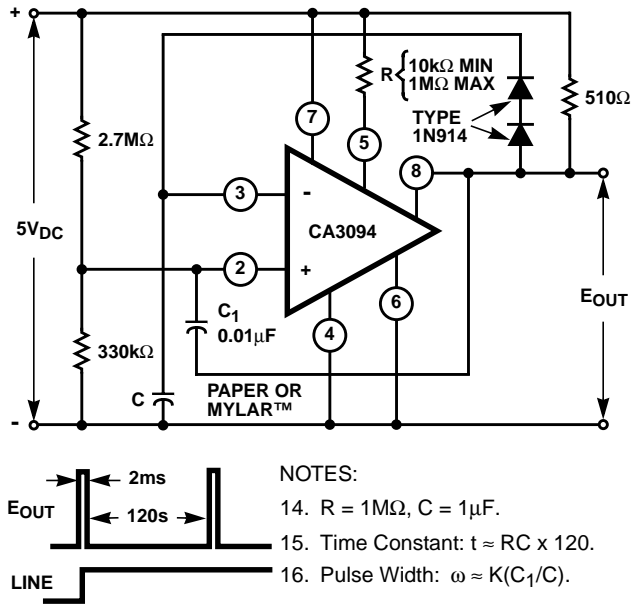 +
R
10kΩ MIN
1MΩ MAX
7
510Ω
2.7MΩ
TYPE
1N914
5
8
3
-
5VDC
CA3094
2
+
EOUT
6
C1
0.01µF
4
330kΩ
C
PAPER OR
MYLAR™
-
2ms
NOTES:
EOUT
120s
14. R = 1MΩ, C = 1µF.
15. Time Constant: t ≈ RC x 120.
LINE
16. Pulse Width: ω ≈ K(C1/C).